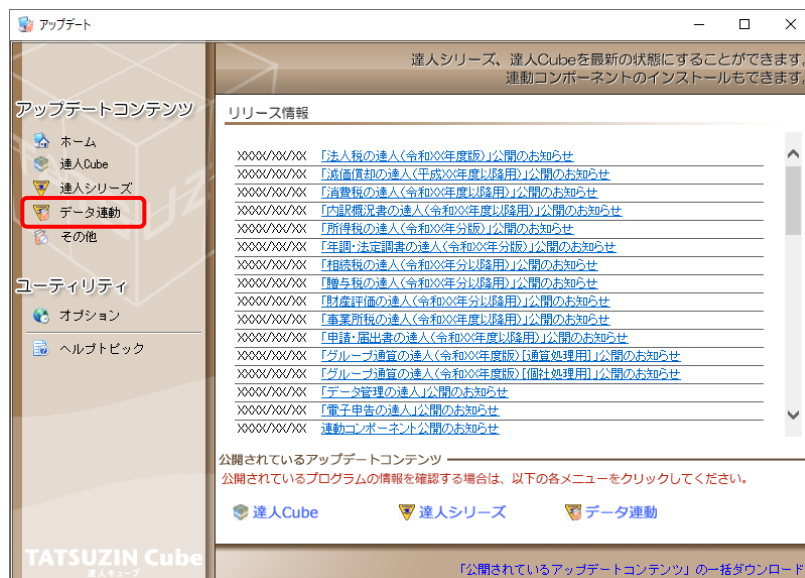 アップデート
達人シリーズ、達人Cubeを最新の状態にすることができます。
連動コンポーネントのインストールもできます。
アップデートコンテンツ
ホーム
達人Cube
達人シリーズ
データ連動
その他
ユーティリティ
オプション
ヘルプトピック
リリース情報
XXXX/XX/XX 「法人税の達人(令和XX年度版)」公開のお知らせ
XXXX/XX/XX 「減価償却の達人(平成XX年度以降用)」公開のお知らせ
XXXX/XX/XX 「消費税の達人(令和XX年度以降用)」公開のお知らせ
XXXX/XX/XX 「内訳概況書の達人(令和XX年度以降用)」公開のお知らせ
XXXX/XX/XX 「所得税の達人(令和XX年分版)」公開のお知らせ
XXXX/XX/XX 「年調・法定調書の達人(令和XX年分版)」公開のお知らせ
XXXX/XX/XX 「相続税の達人(令和XX年分以降用)」公開のお知らせ
XXXX/XX/XX 「贈与税の達人(令和XX年分以降用)」公開のお知らせ
XXXX/XX/XX 「財産評価の達人(令和XX年分以降用)」公開のお知らせ
XXXX/XX/XX 「事業所税の達人(令和XX年度以降用)」公開のお知らせ
XXXX/XX/XX 「申請・届出書の達人(令和XX年度以降用)」公開のお知らせ
XXXX/XX/XX 「グループ通算の達人(令和XX年度版)[通算処理用]」公開のお知らせ
XXXX/XX/XX 「グループ通算の達人(令和XX年度版)[個社処理用]」公開のお知らせ
XXXX/XX/XX 「データ管理の達人」公開のお知らせ
XXXX/XX/XX 「電子申告の達人」公開のお知らせ
XXXX/XX/XX 連動コンポーネント公開のお知らせ
公開されているアップデートコンテンツ
公開されているプログラムの情報を確認する場合は、以下の各メニューをクリックしてください。
達人Cube 達人シリーズ データ連動
TATSUZIN Cube
達人キューブ
「公開されているアップデートコンテンツ」の一括ダウンロード